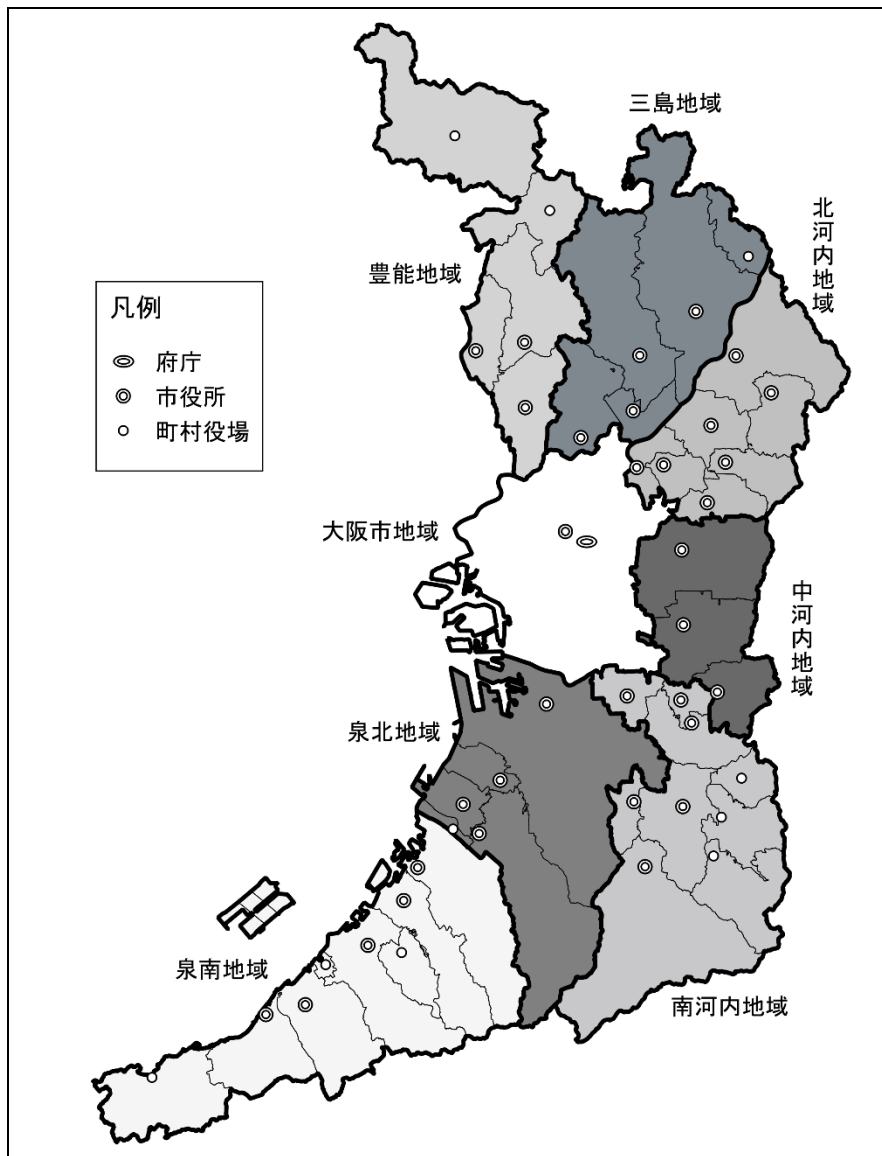 三島地域
北河内地域
豊能地域
凡例
府庁
市役所
町村役場
大阪市地域
中河内地域
泉北地域
泉南地域
南河内地域